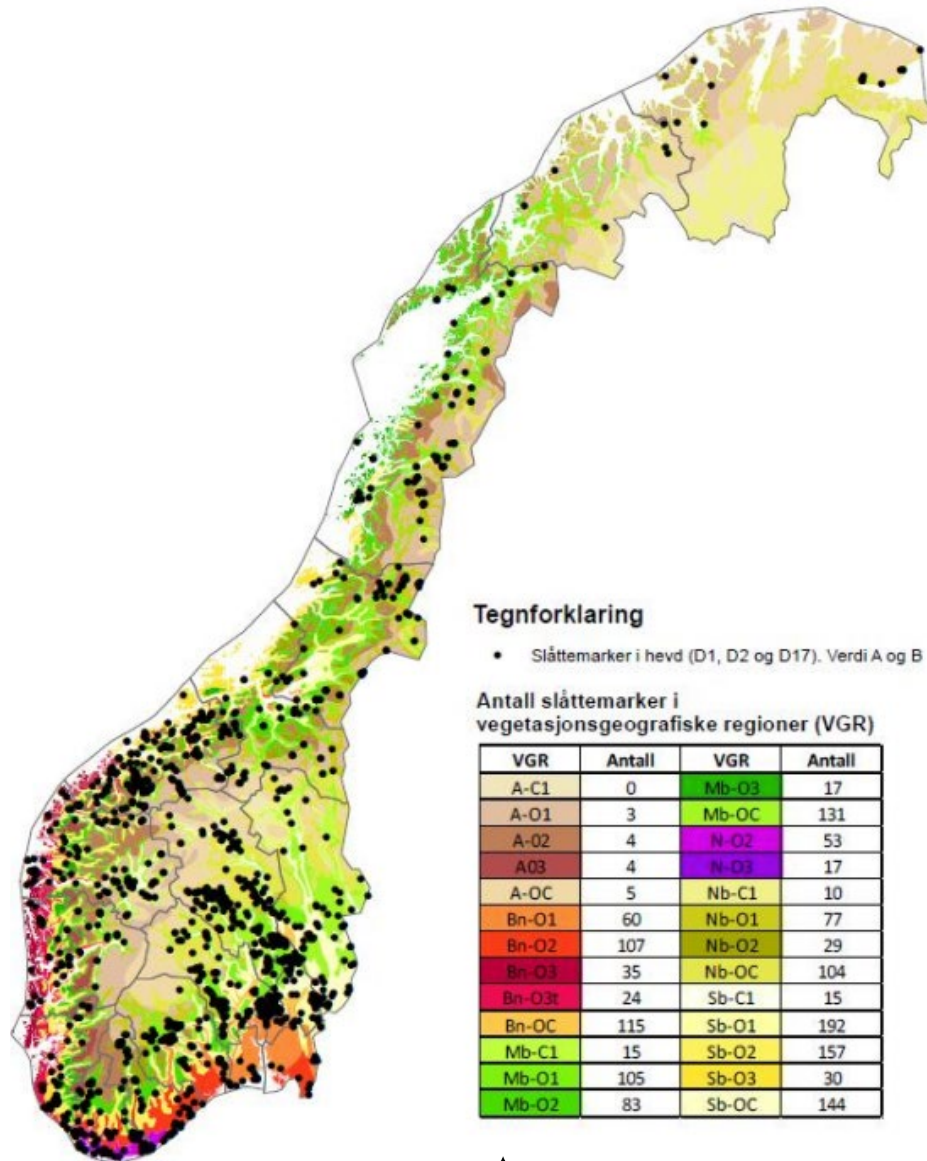 Tegnforklaring
• Slåttemarker i hevd (D1, D2 og D17). Verdi A og B
Antall slåttemarker i
vegetasjonsgeografiske regioner (VGR)
VGR Antall VGR Antall
A-C1 0 Mb-O3 17
A-O1 3 Mb-OC 131
A-02 4 N-O2 53
A03 4 N-O3 17
A-OC 5 Nb-C1 10
Bn-O1 60 Nb-O1 77
Bn-O2 107 Nb-O2 29
Bn-O3 35 Nb-OC 104
Bn-O3t 24 Sb-C1 15
Bn-OC 115 Sb-O1 192
Mb-C1 15 Sb-O2 157
Mb-O1 105 Sb-O3 30
Mb-O2 83 Sb-OC 144